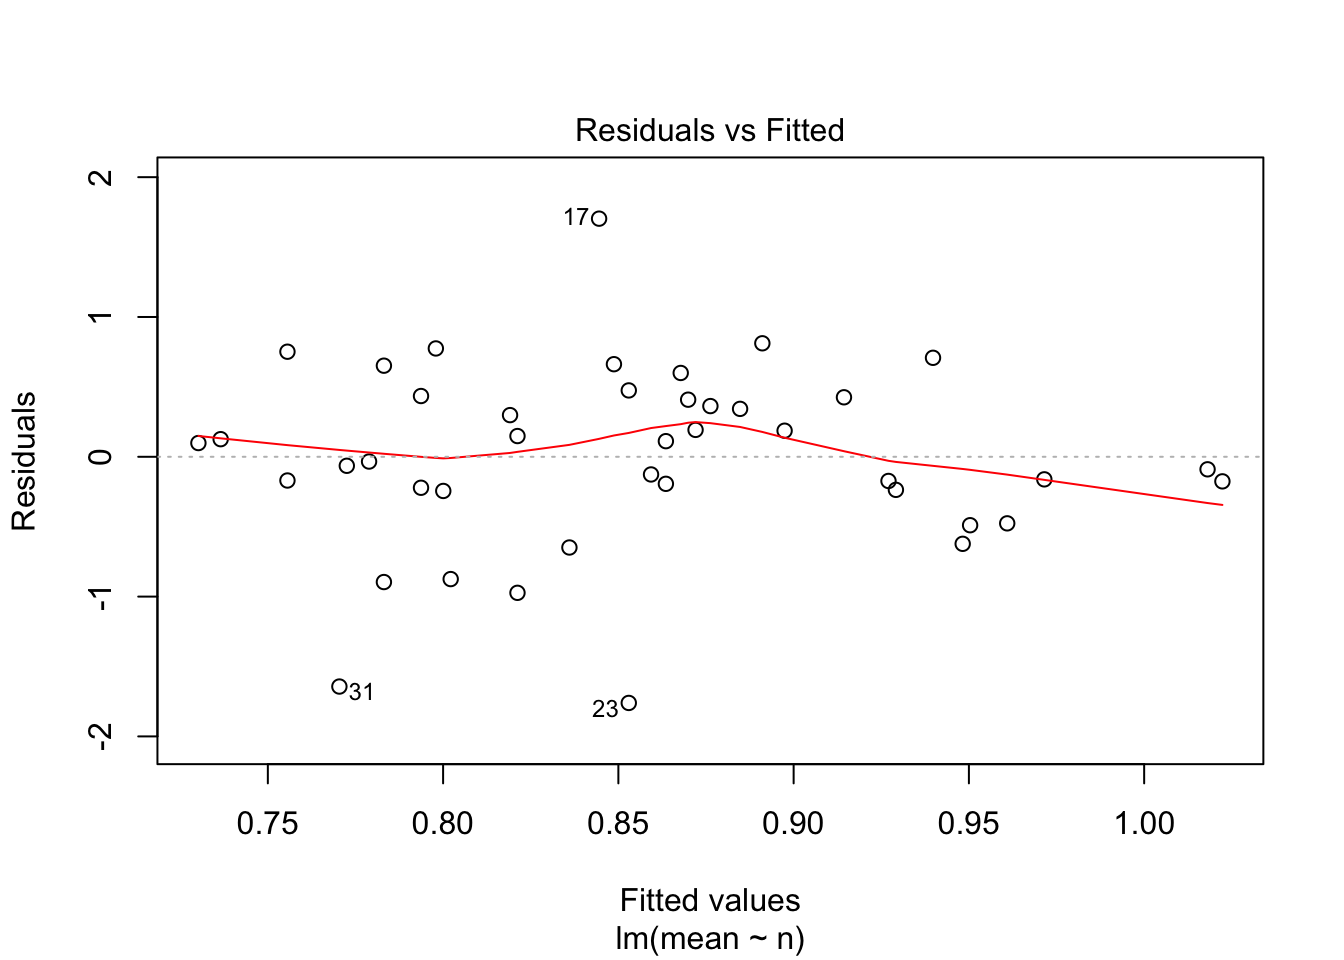 Residuals vs Fitted
Residuals
2
1
0
-1
-2
17
31
23
0.75 0.80 0.85 0.90 0.95 1.00
Fitted values
lm(mean ~ n)